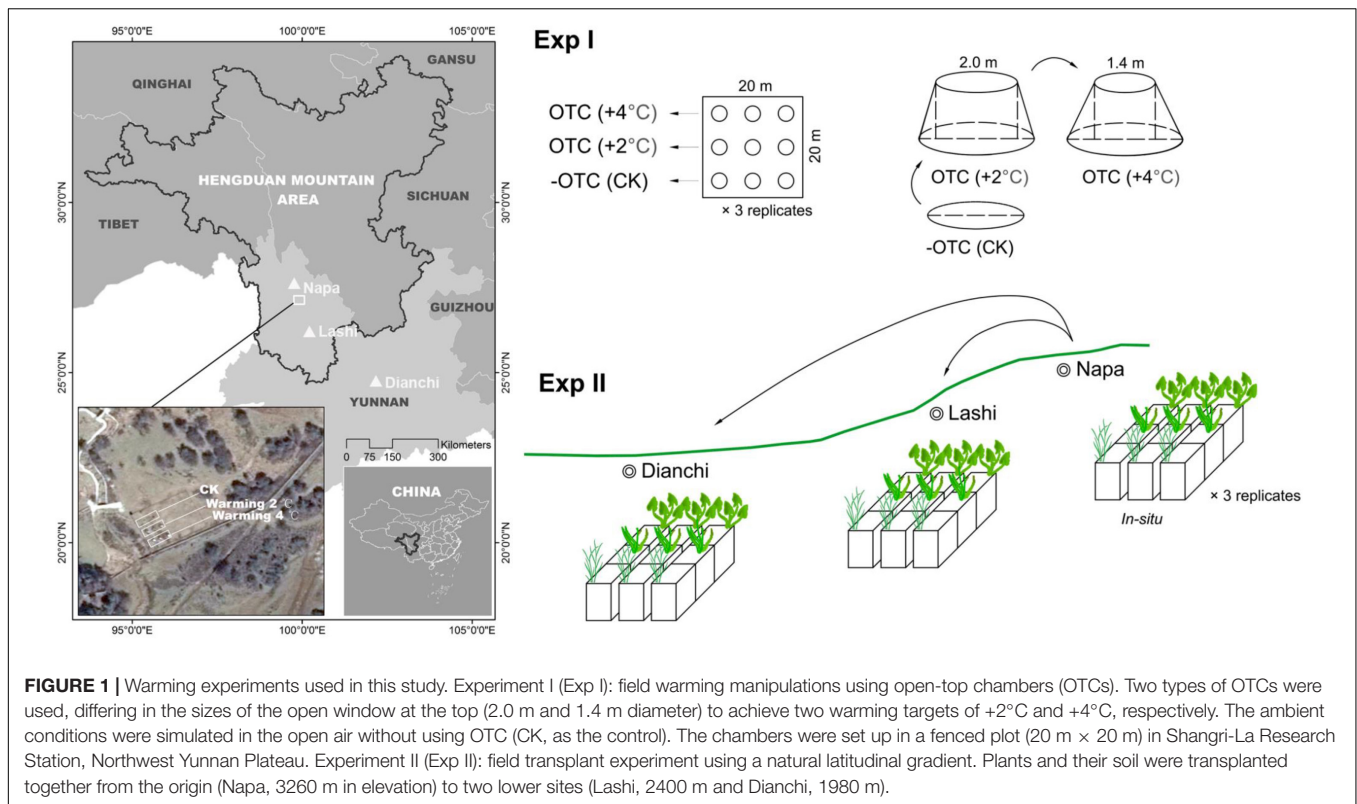 95°0'0"E
100°0'0"E
105°0'0"E
GANSU
QINGHAI
HENGDUAN MOUNTAIN
AREA
SICHUAN
TIBET
30°0'0"N
Napa
GUIZHOU
Lashi
25°0'0"N
Dianchi
YUNNAN
Kilometers
0 75 150 300
CK
Warming 2 ℃
Warming 4 ℃
CHINA
20°0'0"N
95°0'0"E
100°0'0"E
105°0'0"E
Exp I
20 m
OTC (+4°C)
OTC (+2°C)
-OTC (CK)
20 m
× 3 replicates
2.0 m
1.4 m
OTC (+2°C)
OTC (+4°C)
-OTC (CK)
Exp II
Napa
Lashi
Dianchi
In-situ
× 3 replicates
FIGURE 1 | Warming experiments used in this study. Experiment I (Exp I): field warming manipulations using open-top chambers (OTCs). Two types of OTCs were
used, differing in the sizes of the open window at the top (2.0 m and 1.4 m diameter) to achieve two warming targets of +2°C and +4°C, respectively. The ambient
conditions were simulated in the open air without using OTC (CK, as the control). The chambers were set up in a fenced plot (20 m × 20 m) in Shangri-La Research
Station, Northwest Yunnan Plateau. Experiment II (Exp II): field transplant experiment using a natural latitudinal gradient. Plants and their soil were transplanted
together from the origin (Napa, 3260 m in elevation) to two lower sites (Lashi, 2400 m and Dianchi, 1980 m).